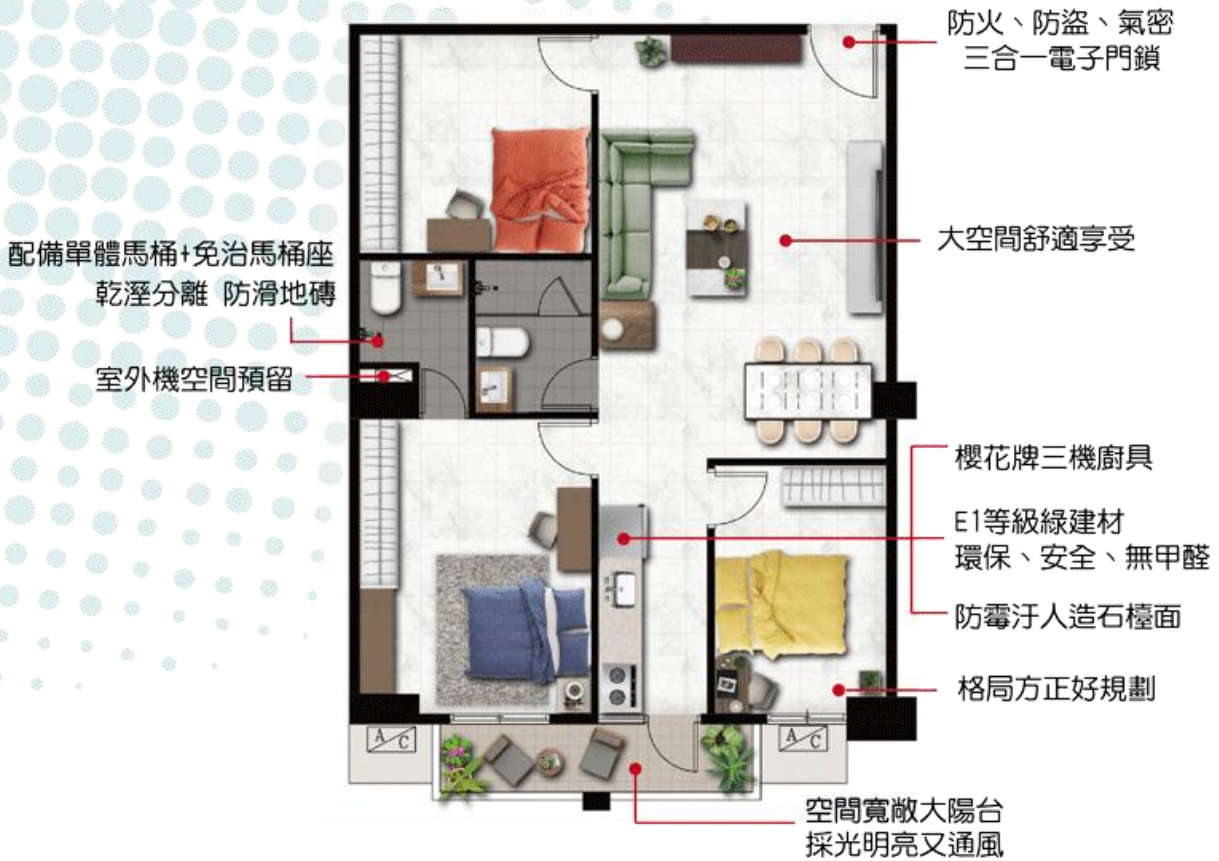 防火、防盜、氣密
三合一電子門鎖
大空間舒適享受
配備單體馬桶+免治馬桶座
乾溼分離 防滑地磚
室外機空間預留
櫻花牌三機廚具
E1等級綠建材
環保、安全、無甲醛
防霉汙人造石檯面
格局方正好規劃
A/C
A/C
空間寬敞大陽台
採光明亮又通風